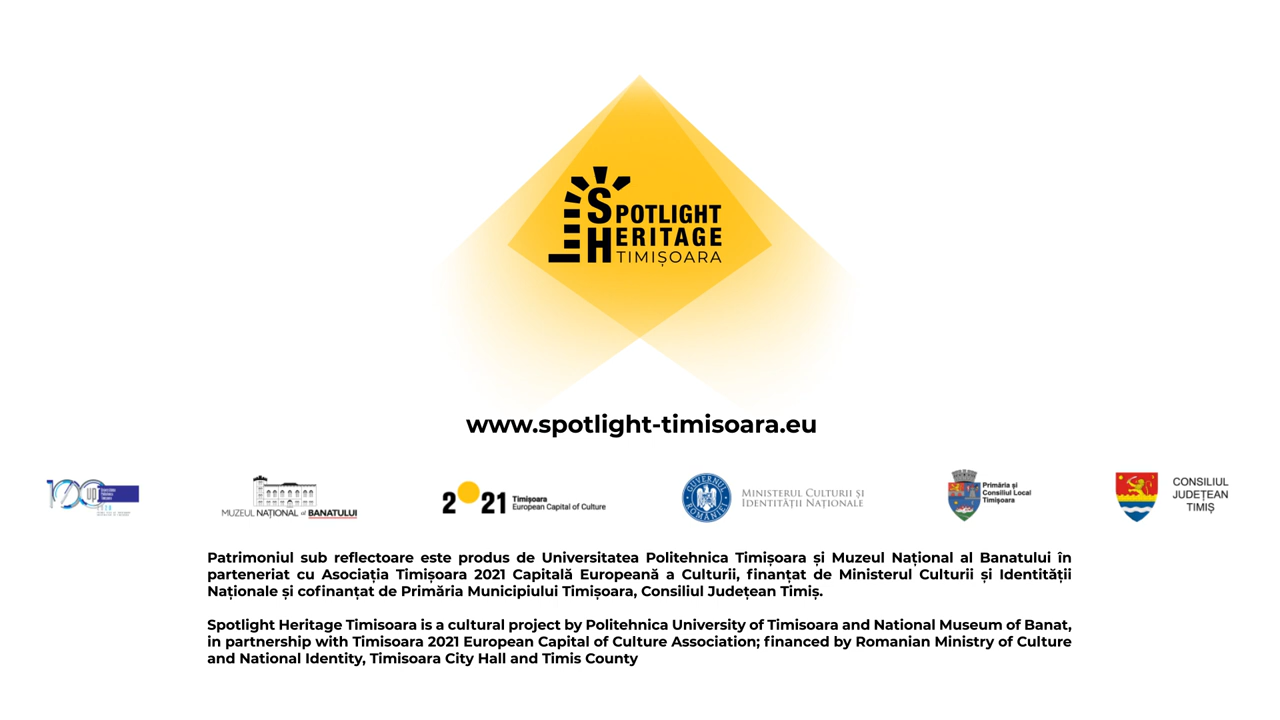 SPOTLIGHT
HERITAGE
TIMIȘOARA
www.spotlight-timisoara.eu
100 up
MUZEUL NAȚIONAL al BANATULUI
2021 Timișoara
European Capital of Culture
GUVERNUL ROMÂNIEI
MINISTERUL CULTURII ȘI
IDENTITĂȚII NAȚIONALE
Primăria și
Consiliul Local
Timișoara
CONSILIUL
JUDEȚEAN
TIMIȘ
Patrimoniul sub reflectoare este produs de Universitatea Politehnica Timișoara și Muzeul Național al Banatului în
parteneriat cu Asociația Timișoara 2021 Capitală Europeană a Culturii, finanțat de Ministerul Culturii și Identității
Naționale și cofinanțat de Primăria Municipiului Timișoara, Consiliul Județean Timiș.
Spotlight Heritage Timisoara is a cultural project by Politehnica University of Timisoara and National Museum of Banat,
in partnership with Timisoara 2021 European Capital of Culture Association; financed by Romanian Ministry of Culture
and National Identity, Timisoara City Hall and Timis County